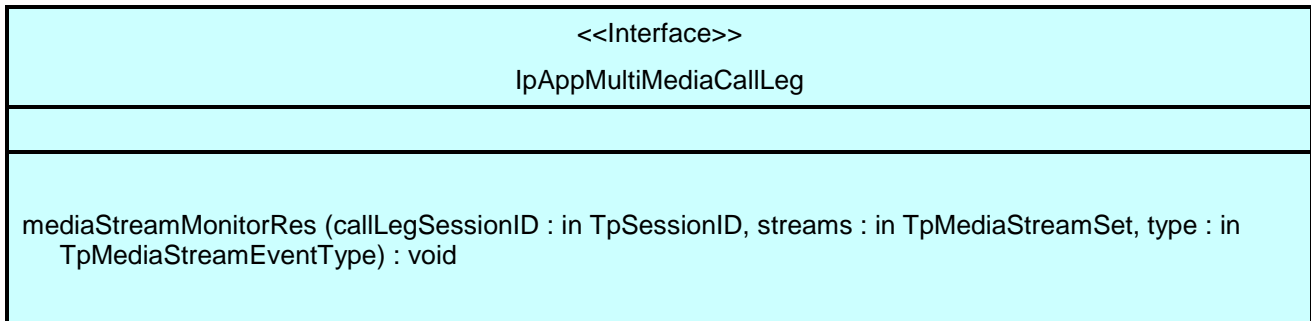 <<Interface>>
IpAppMultiMediaCallLeg
mediaStreamMonitorRes (callLegSessionID : in TpSessionID, streams : in TpMediaStreamSet, type : in
TpMediaStreamEventType) : void